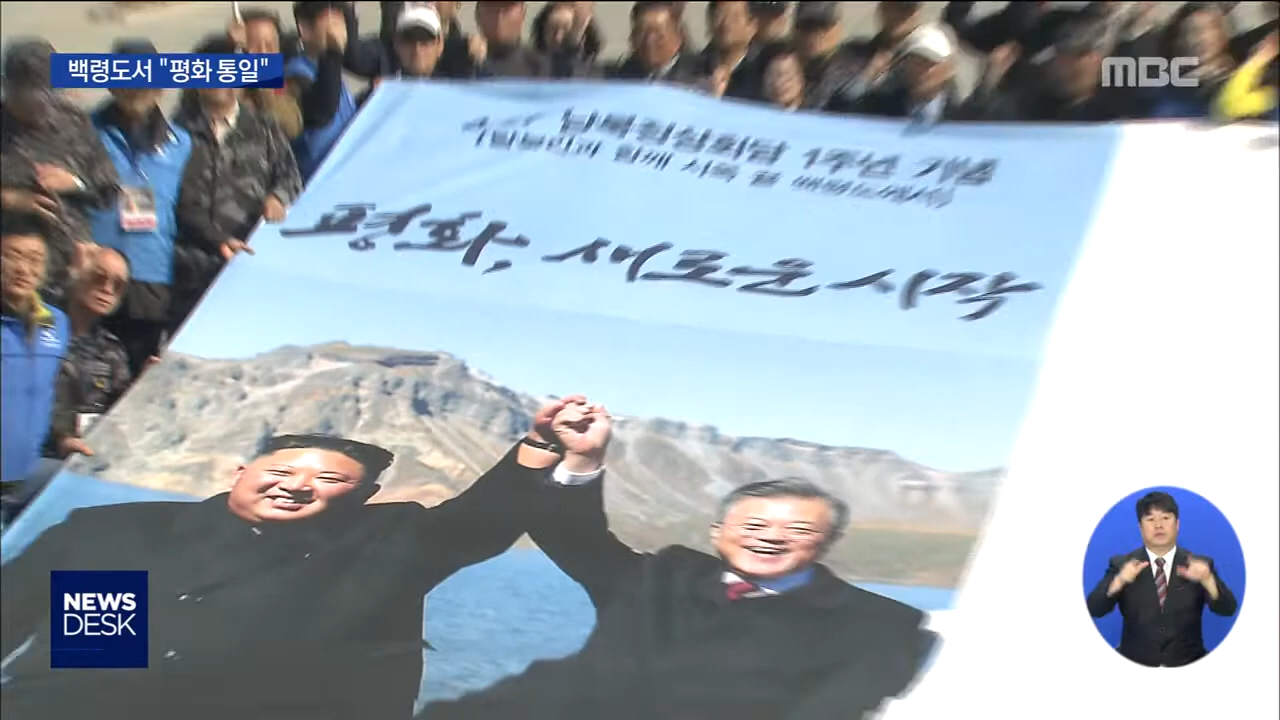 백령도서 "평화 통일"
MBC
남북정상회담 1주년 기념
평화, 새로운 시작
NEWS
DESK